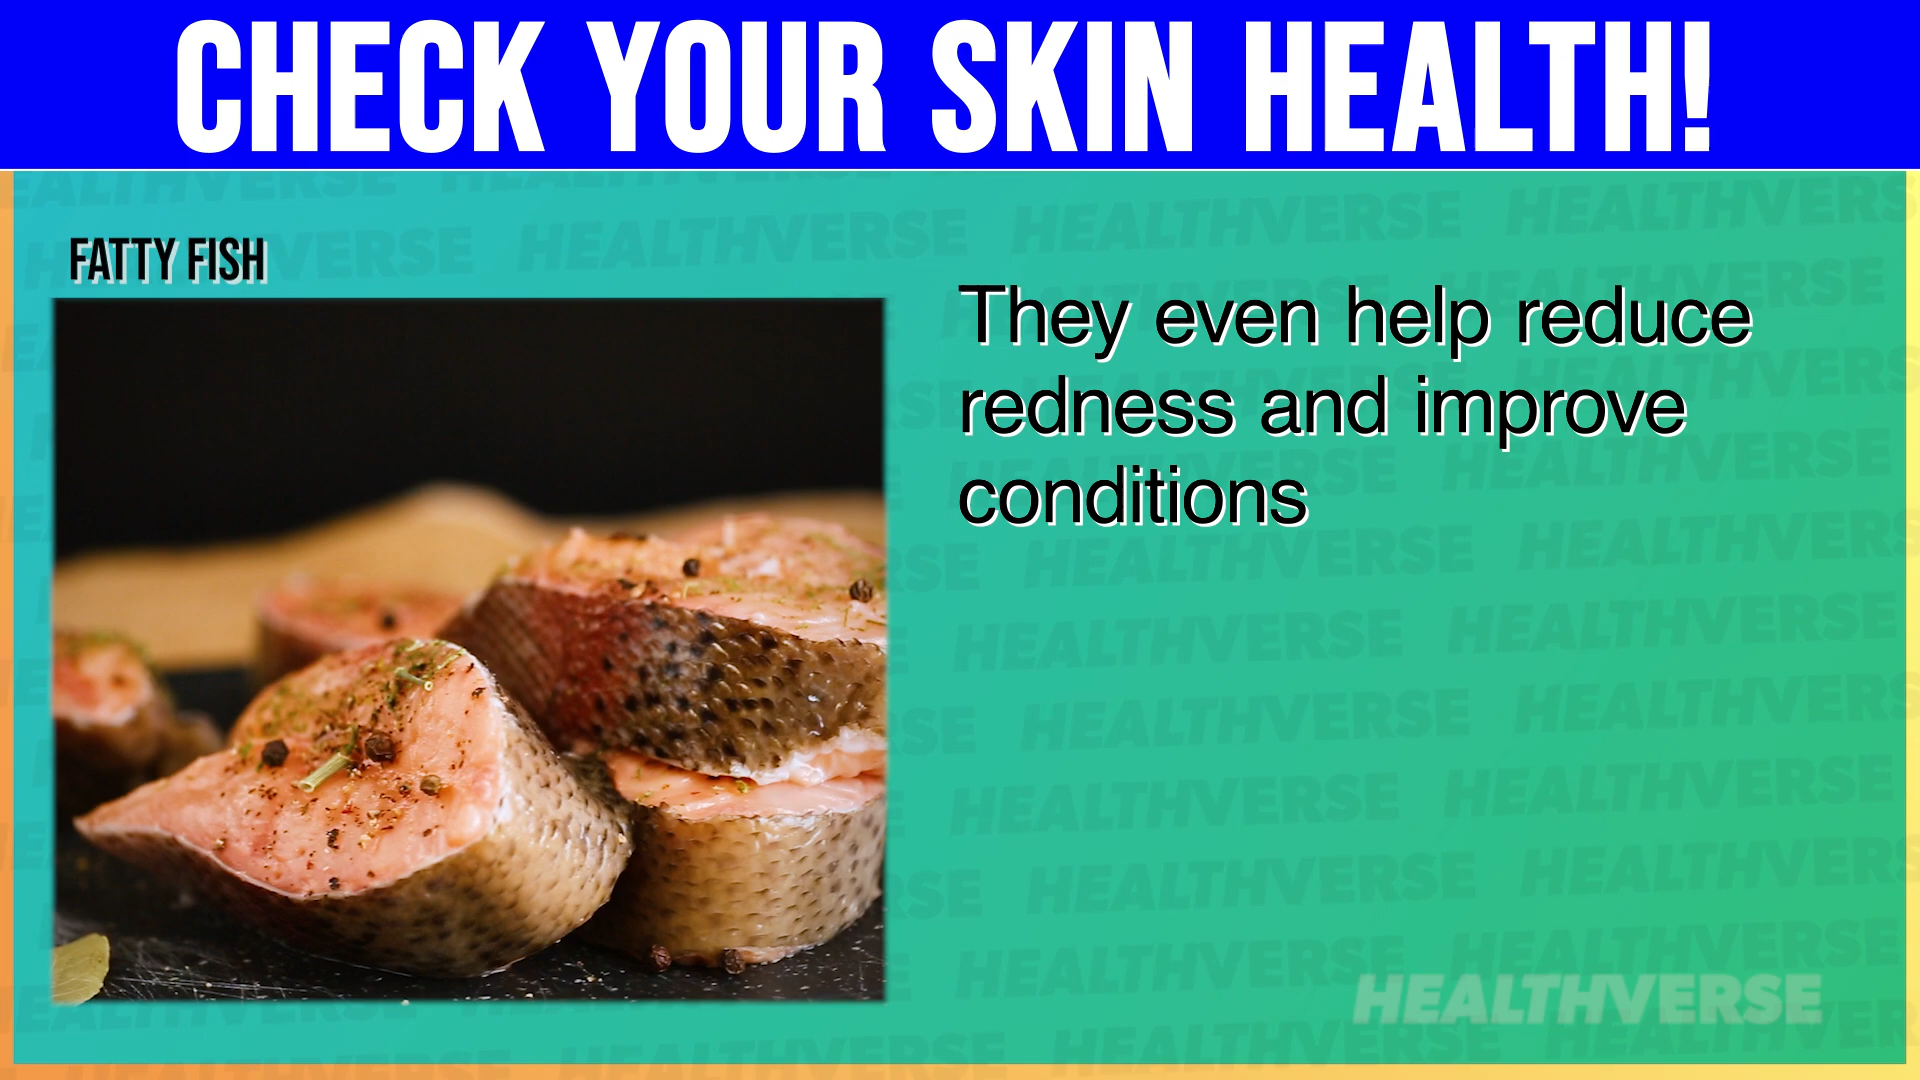 CHECK YOUR SKIN HEALTH!
FATTY FISH
They even help reduce
redness and improve
conditions
HEALTHVERSE